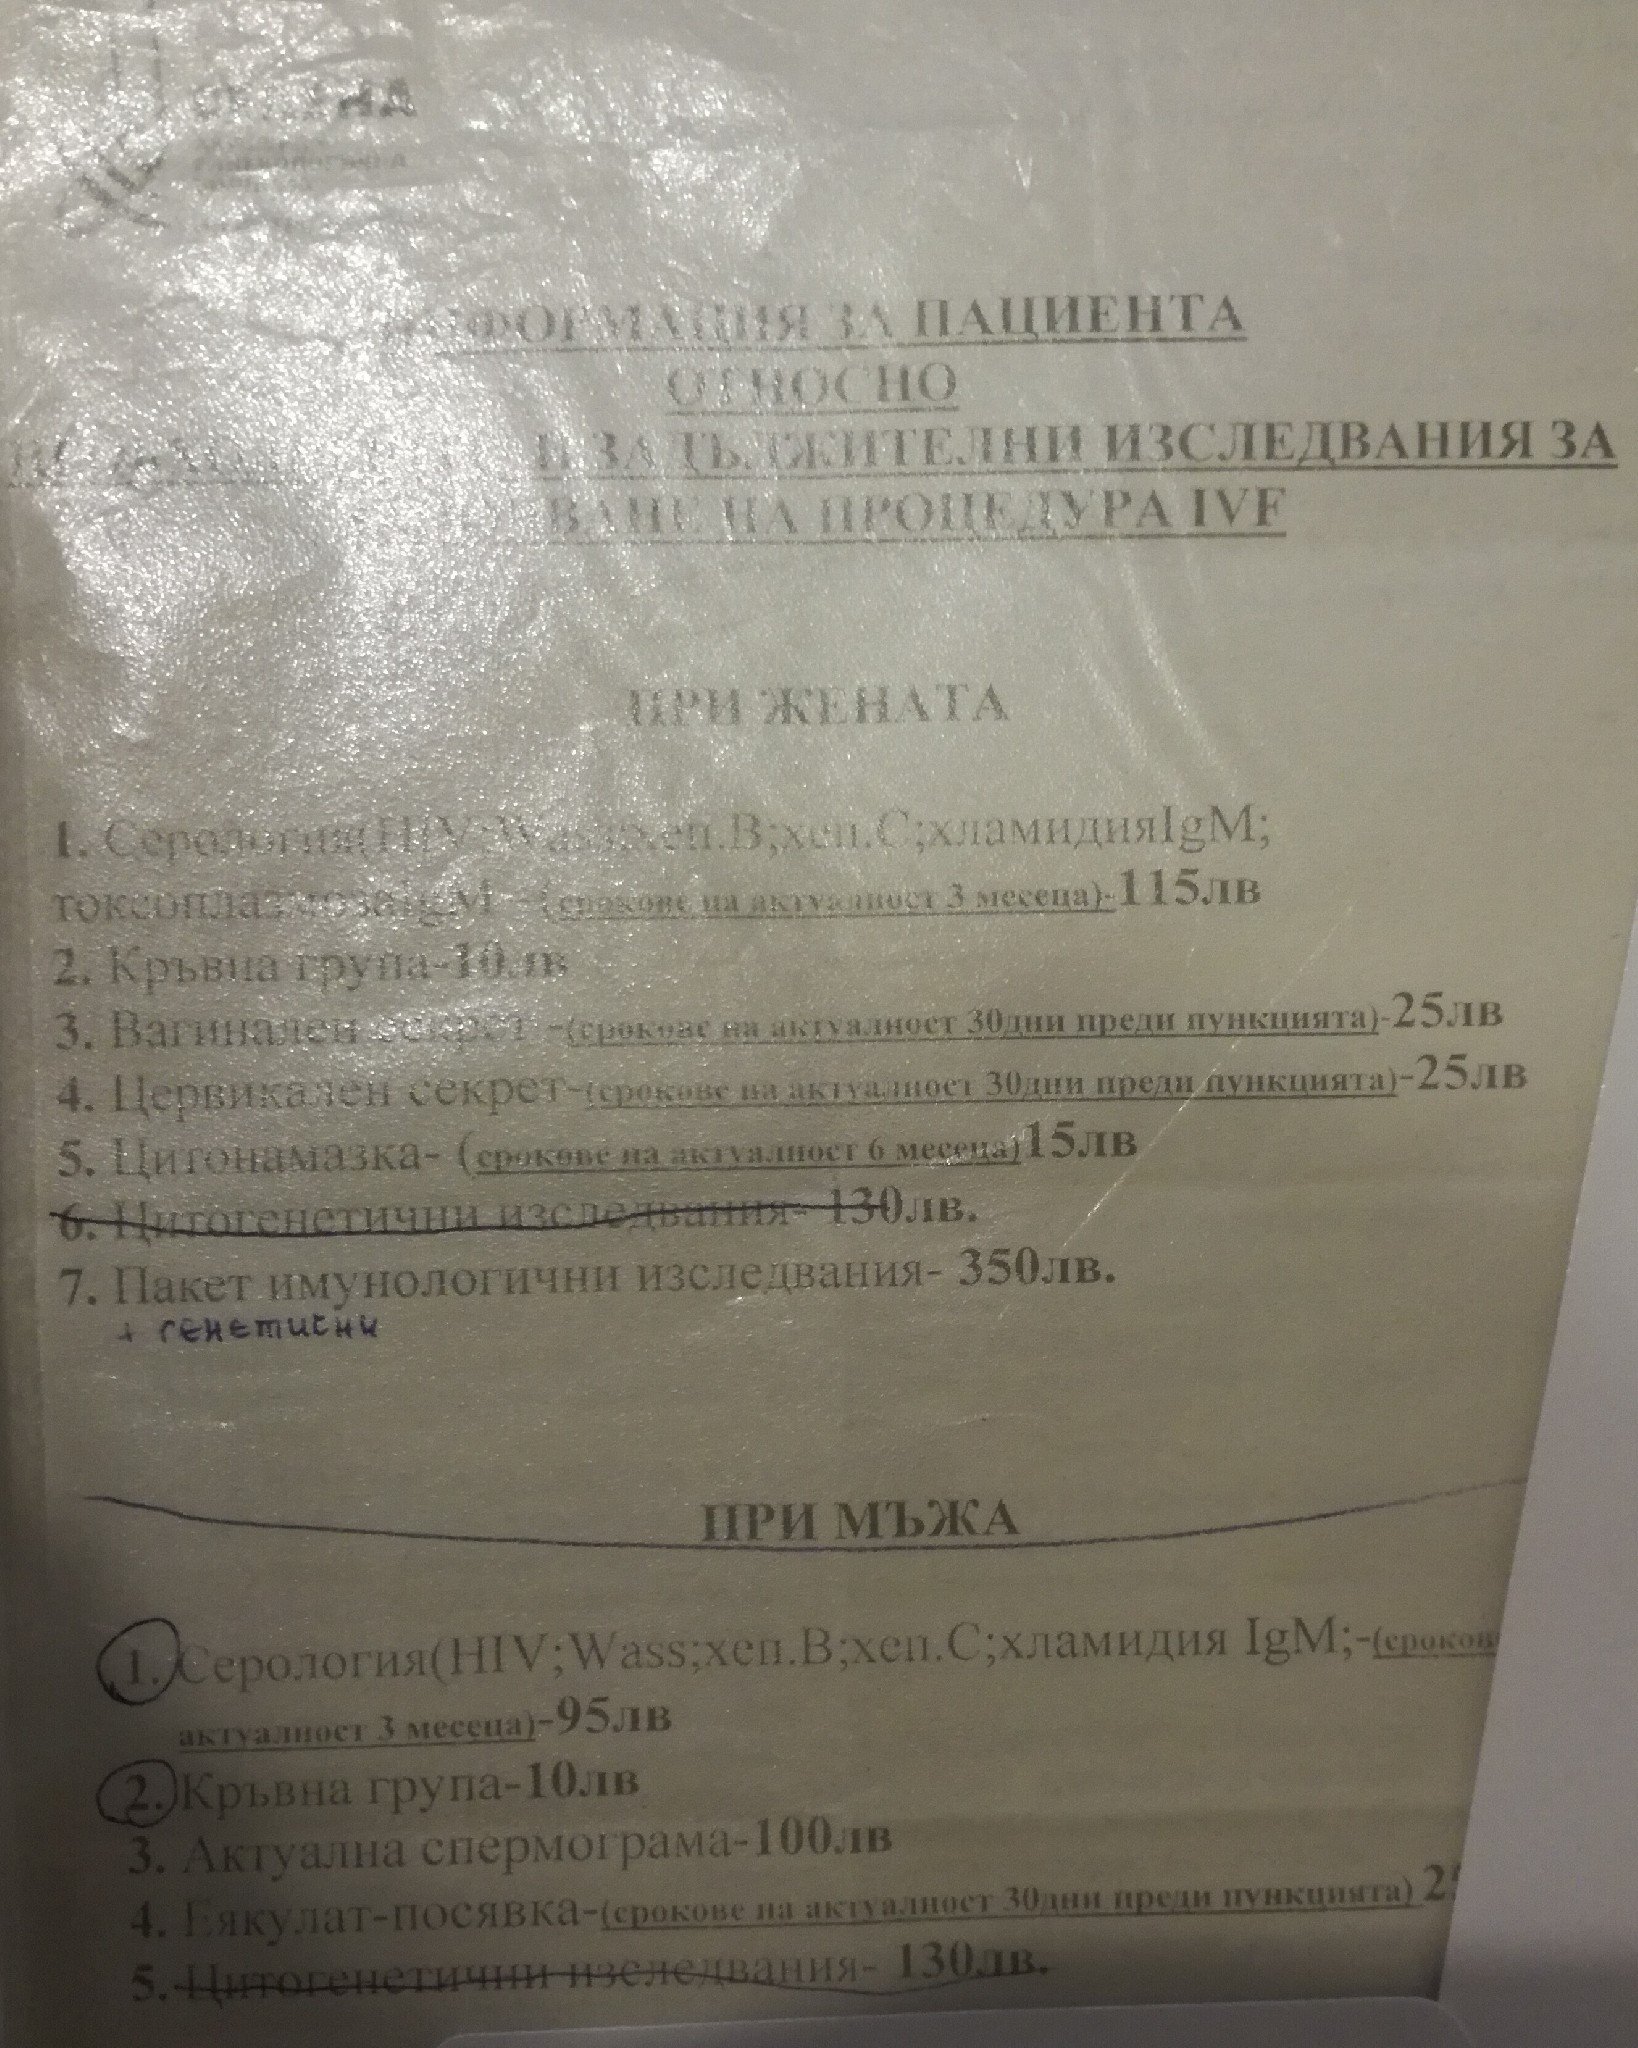 ИНФОРМАЦИЯ ЗА ПАЦИЕНТА
ОТНОСНО
И ЗАДЪЛЖИТЕЛНИ ИЗСЛЕДВАНИЯ ЗА
НА ПРОЦЕДУРА IVF
ПРИ ЖЕНАТА
1. Серология(HIV;Wass;хеп.В;хеп.С;хламидияIgM;
токсоплазмозаIgM -(срокове на актуалност 3 месеца)-115лв
2. Кръвна група-10лв
3. Вагинален секрет -(срокове на актуалност 30дни преди пункцията)-25лв
4. Цервикален секрет-(срокове на актуалност 30дни преди пункцията)-25лв
5. Цитонамазка- (срокове на актуалност 6 месеца)15лв
6. Цитогенетични изследвания- 130лв.
7. Пакет имунологични изследвания- 350лв.
+ генетисни
ПРИ МЪЖА
1. Серология(HIV;Wass;хеп.В;хеп.С;хламидия IgM;-(сроков
актуалност 3 месеца)-95лв
2. Кръвна група-10лв
3. Актуална спермограма-100лв
4. Еякулат-посявка-(срокове на актуалност 30дни преди пункцията)
5. Цитогенетични изследвания- 130лв.